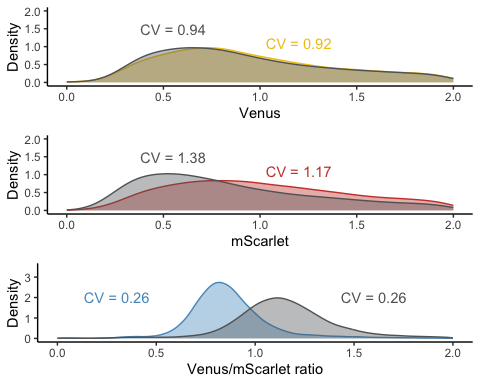 2.0
1.5
1.0
0.5
0.0
Density
CV = 0.94
CV = 0.92
0.0 0.5 1.0 1.5 2.0
Venus
2.0
1.5
1.0
0.5
0.0
Density
CV = 1.38
CV = 1.17
0.0 0.5 1.0 1.5 2.0
mScarlet
3
2
1
0
Density
CV = 0.26 CV = 0.26
0.0 0.5 1.0 1.5 2.0
Venus/mScarlet ratio